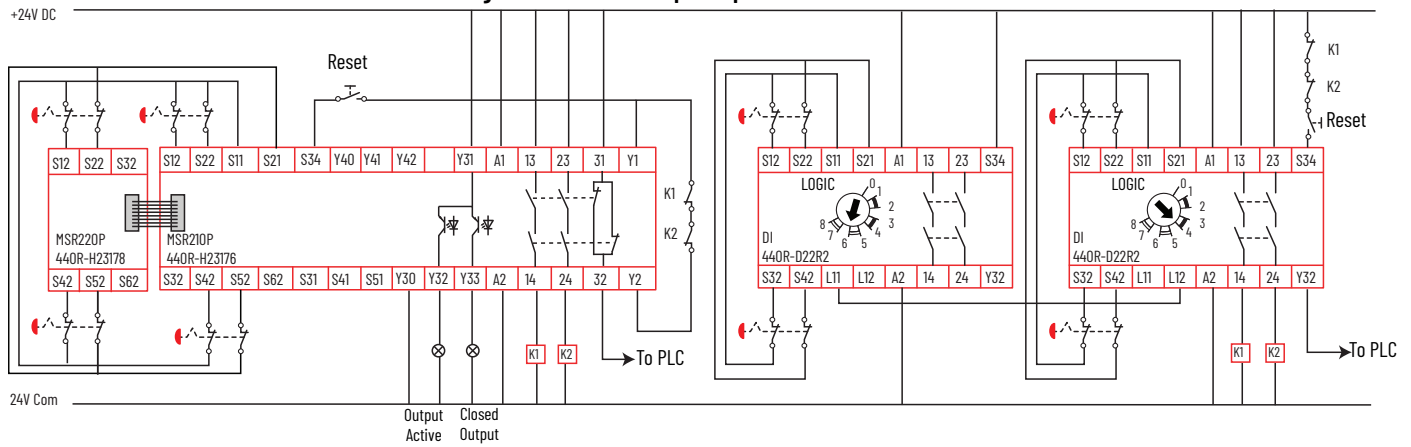 +24V DC
Reset
K1
K2
Reset
S12 S22 S32
S12 S22 S11 S21 S34 Y40 Y41 Y42 Y31 A1 13 23 31 Y1
S12 S22 S11 S21 A1 13 23 S34
S12 S22 S11 S21 A1 13 23 S34
MSR220P
440R-H23178
MSR210P
440R-H23176
K1
K2
LOGIC
0
1
2
3
4
5
6
7
8
DI
440R-D22R2
LOGIC
0
1
2
3
4
5
6
7
8
DI
440R-D22R2
S42 S52 S62
S32 S42 S52 S62 S31 S41 S51 Y30 Y32 Y33 A2 14 24 32 Y2
S32 S42 L11 L12 A2 14 24 Y32
S32 S42 L11 L12 A2 14 24 Y32
K1 K2
To PLC
K1 K2
To PLC
24V Com
Output
Active
Closed
Output